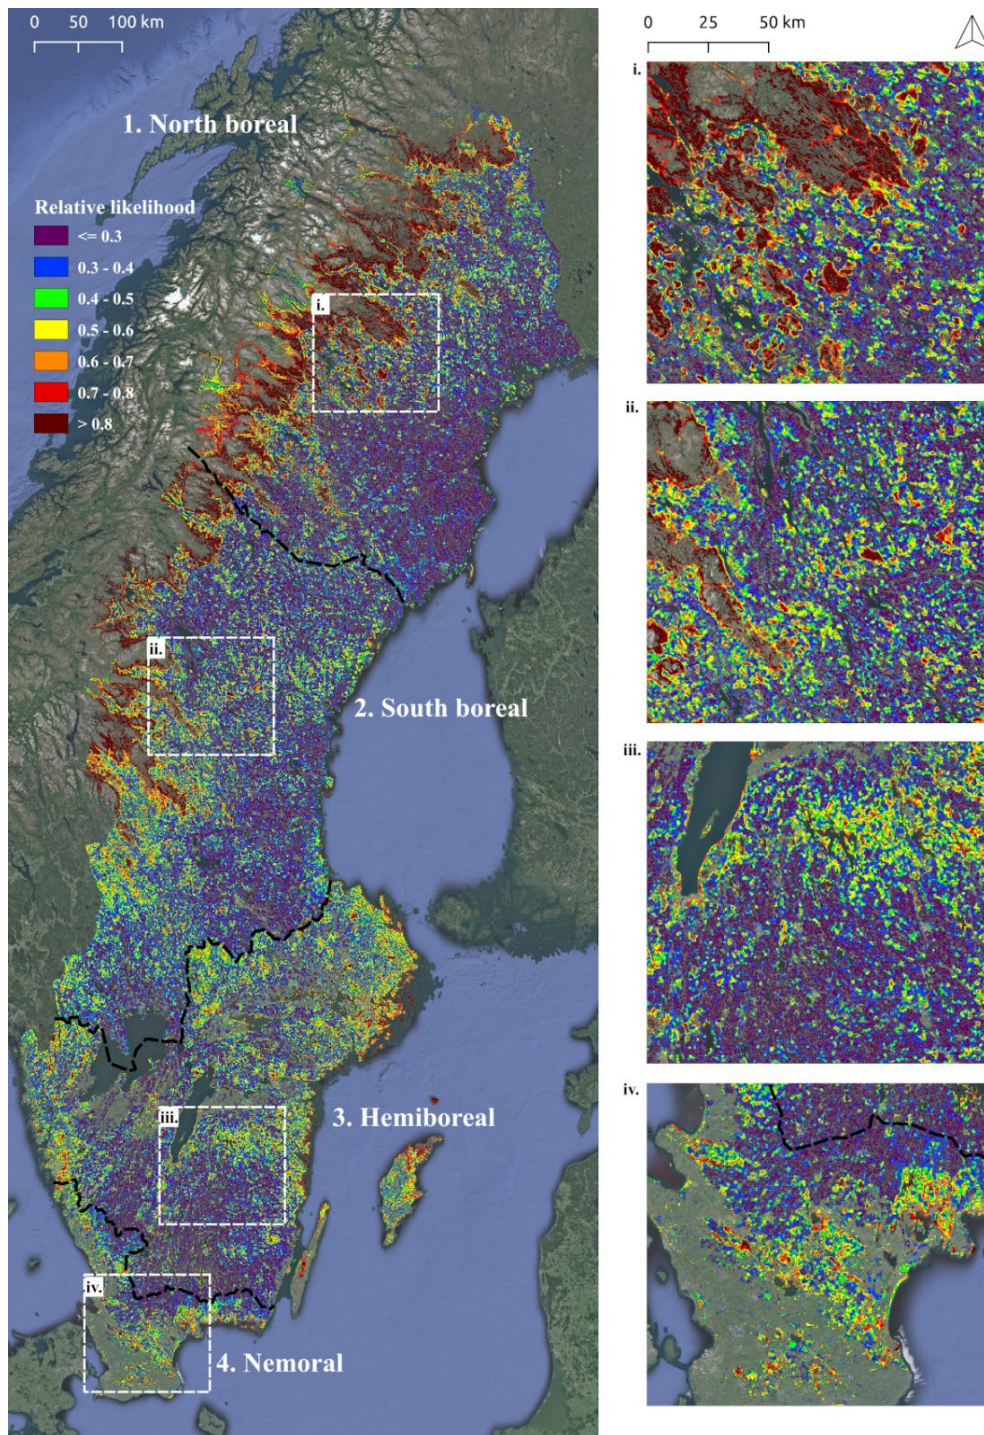 0 50 100 km
1. North boreal
Relative likelihood
<= 0.3
0.3 - 0.4
0.4 - 0.5
0.5 - 0.6
0.6 - 0.7
0.7 - 0.8
> 0.8
i.
ii.
2. South boreal
iii.
3. Hemiboreal
iv.
4. Nemoral
0 25 50 km
i.
ii.
iii.
iv.